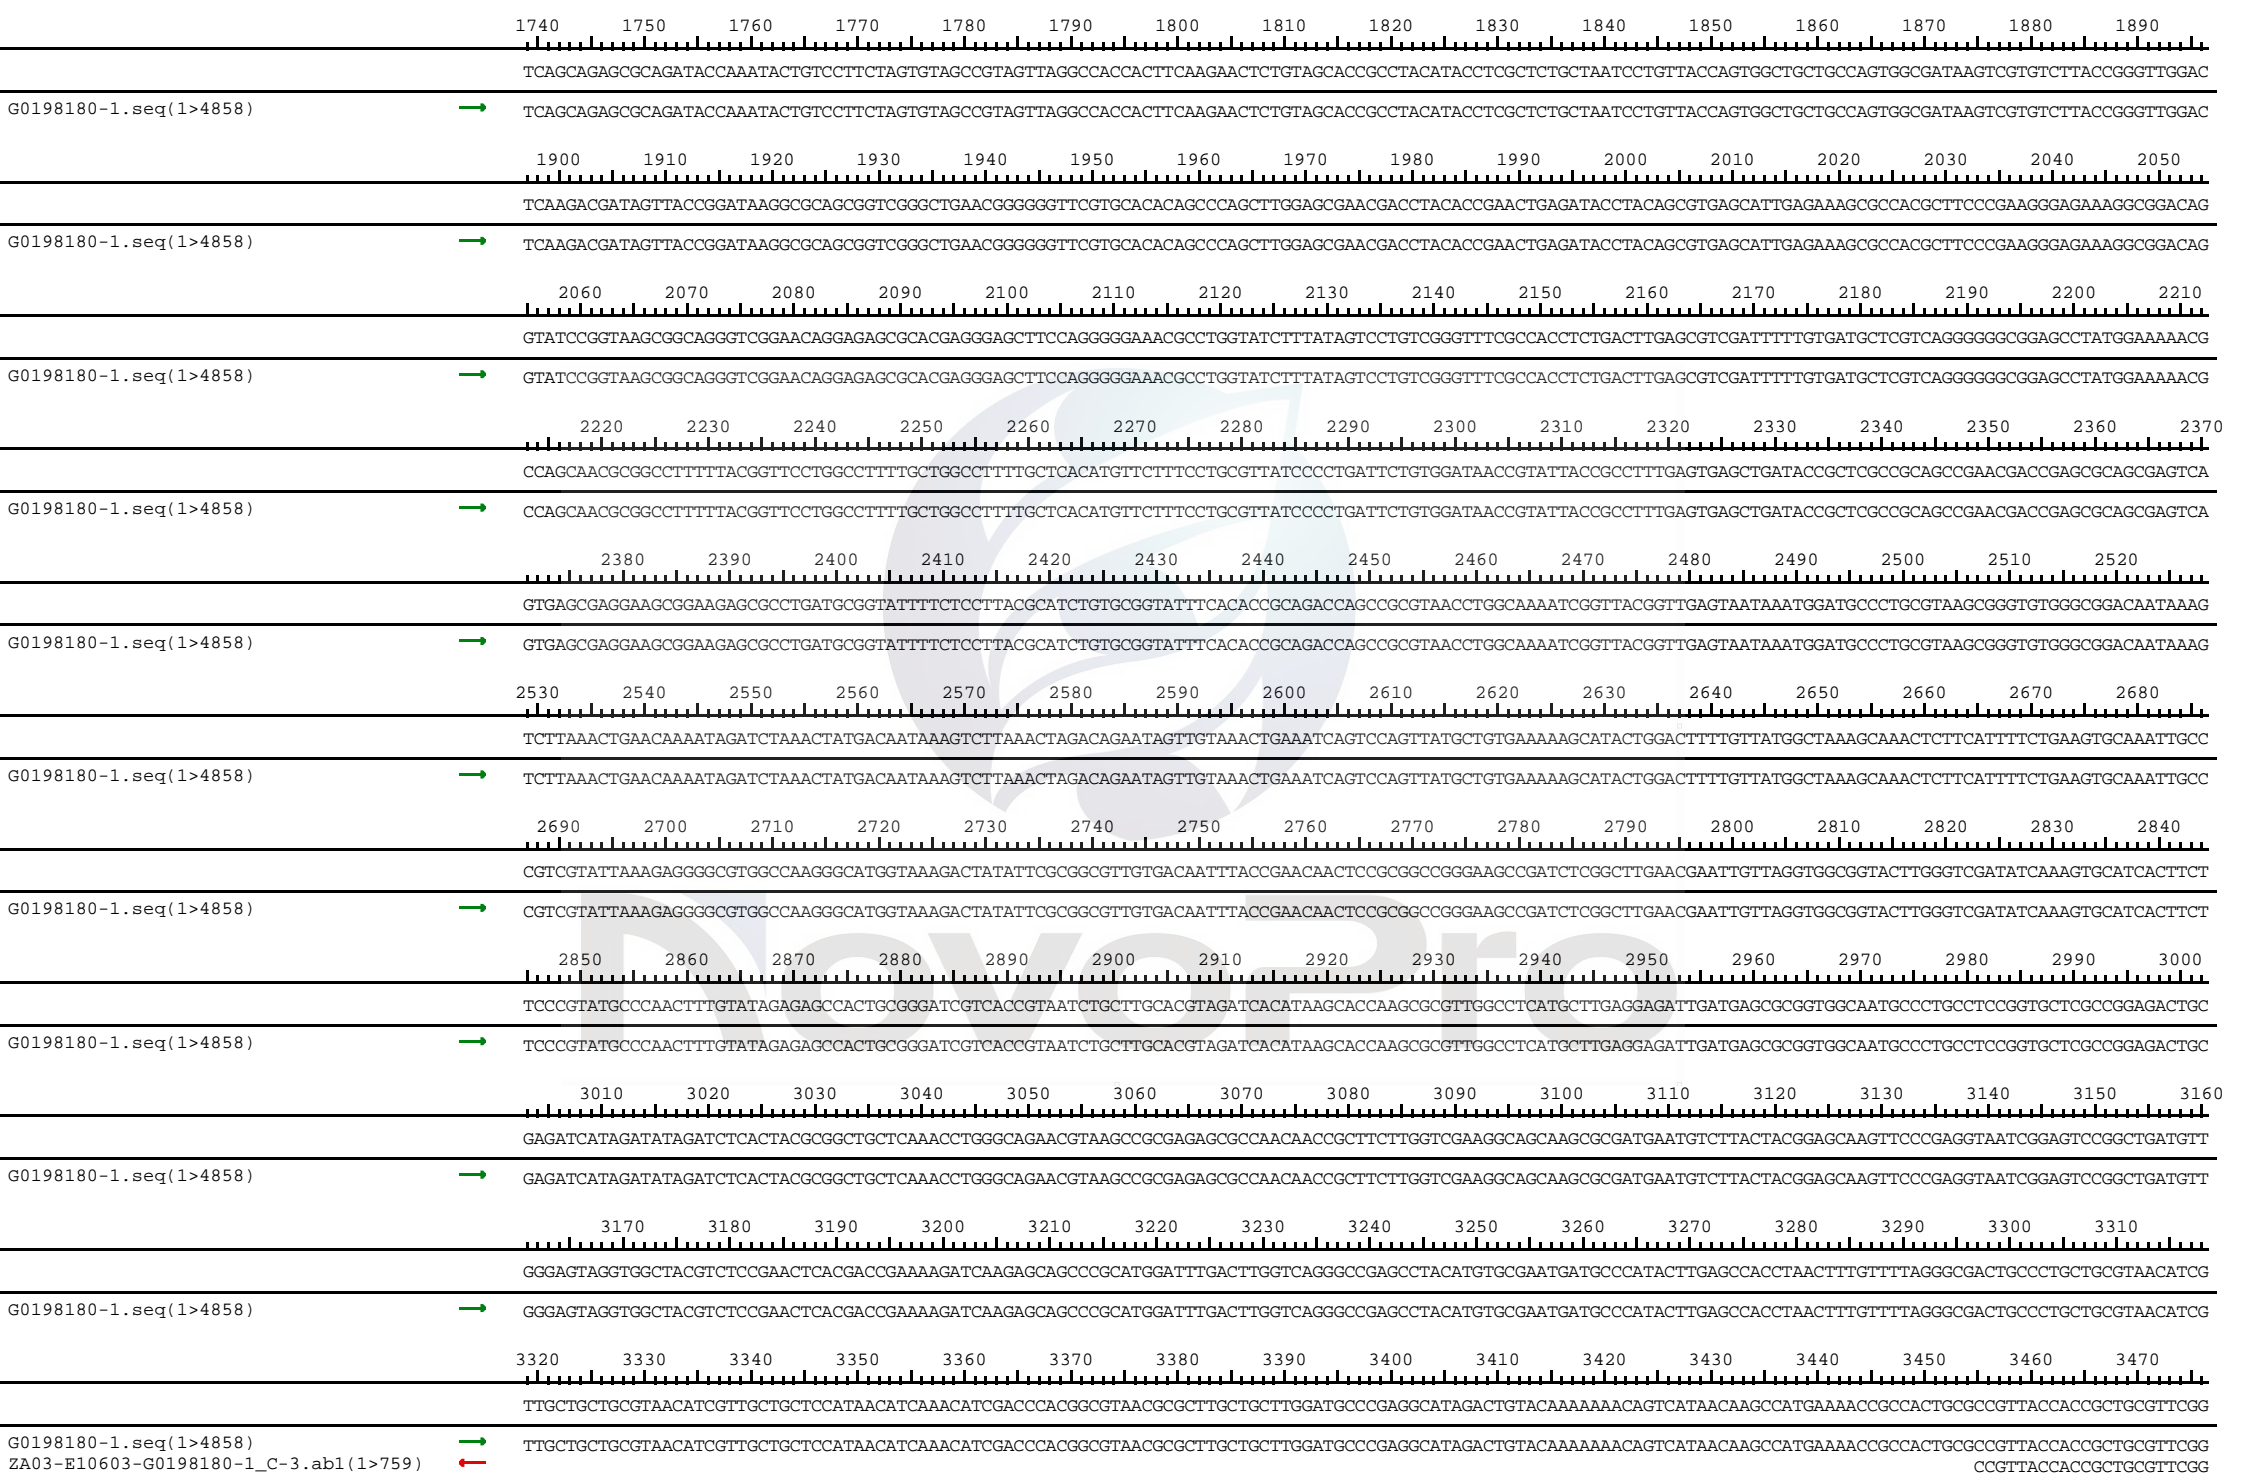 1740 1750 1760 1770 1780 1790 1800 1810 1820 1830 1840 1850 1860 1870 1880 1890
TCAGCAGAGCGCAGATACCAAATACTGTCCTTCTAGTGTAGCCGTAGTTAGGCCACCACTTCAAGAACTCTGTAGCACCGCCTACATACCTCGCTCTGCTAATCCTGTTACCAGTGGCTGCTGCCAGTGGCGATAAGTCGTGTCTTACCGGGTTGGAC
G0198180-1.seq(1>4858) TCAGCAGAGCGCAGATACCAAATACTGTCCTTCTAGTGTAGCCGTAGTTAGGCCACCACTTCAAGAACTCTGTAGCACCGCCTACATACCTCGCTCTGCTAATCCTGTTACCAGTGGCTGCTGCCAGTGGCGATAAGTCGTGTCTTACCGGGTTGGAC
1900 1910 1920 1930 1940 1950 1960 1970 1980 1990 2000 2010 2020 2030 2040 2050
TCAAGACGATAGTTACCGGATAAGGCGCAGCGGTCGGGCTGAACGGGGGGTTCGTGCACACAGCCCAGCTTGGAGCGAACGACCTACACCGAACTGAGATACCTACAGCGTGAGCATTGAGAAAGCGCCACGCTTCCCGAAGGGAGAAAGGCGGACAG
G0198180-1.seq(1>4858) TCAAGACGATAGTTACCGGATAAGGCGCAGCGGTCGGGCTGAACGGGGGGTTCGTGCACACAGCCCAGCTTGGAGCGAACGACCTACACCGAACTGAGATACCTACAGCGTGAGCATTGAGAAAGCGCCACGCTTCCCGAAGGGAGAAAGGCGGACAG
2060 2070 2080 2090 2100 2110 2120 2130 2140 2150 2160 2170 2180 2190 2200 2210
GTATCCGGTAAGCGGCAGGGTCGGAACAGGAGAGCGCACGAGGGAGCTTCCAGGGGGAAACGCCTGGTATCTTTATAGTCCTGTCGGGTTTCGCCACCTCTGACTTGAGCGTCGATTTTTGTGATGCTCGTCAGGGGGGCGGAGCCTATGGAAAAACG
G0198180-1.seq(1>4858) GTATCCGGTAAGCGGCAGGGTCGGAACAGGAGAGCGCACGAGGGAGCTTCCAGGGGGAAACGCCTGGTATCTTTATAGTCCTGTCGGGTTTCGCCACCTCTGACTTGAGCGTCGATTTTTGTGATGCTCGTCAGGGGGGCGGAGCCTATGGAAAAACG
2220 2230 2240 2250 2260 2270 2280 2290 2300 2310 2320 2330 2340 2350 2360 2370
CCAGCAACGCGGCCTTTTTACGGTTCCTGGCCTTTTGCTGGCCTTTTGCTCACATGTTCTTTCCTGCGTTATCCCCTGATTCTGTGGATAACCGTATTACCGCCTTTGAGTGAGCTGATACCGCTCGCCGCAGCCGAACGACCGAGCGCAGCGAGTCA
G0198180-1.seq(1>4858) CCAGCAACGCGGCCTTTTTACGGTTCCTGGCCTTTTGCTGGCCTTTTGCTCACATGTTCTTTCCTGCGTTATCCCCTGATTCTGTGGATAACCGTATTACCGCCTTTGAGTGAGCTGATACCGCTCGCCGCAGCCGAACGACCGAGCGCAGCGAGTCA
2380 2390 2400 2410 2420 2430 2440 2450 2460 2470 2480 2490 2500 2510 2520
GTGAGCGAGGAAGCGGAAGAGCGCCTGATGCGGTATTTTCTCCTTACGCATCTGTGCGGTATTTCACACCGCAGACCAGCCGCGTAACCTGGCAAAATCGGTTACGGTTGAGTAATAAATGGATGCCCTGCGTAAGCGGGTGTGGGCGGACAATAAAG
G0198180-1.seq(1>4858) GTGAGCGAGGAAGCGGAAGAGCGCCTGATGCGGTATTTTCTCCTTACGCATCTGTGCGGTATTTCACACCGCAGACCAGCCGCGTAACCTGGCAAAATCGGTTACGGTTGAGTAATAAATGGATGCCCTGCGTAAGCGGGTGTGGGCGGACAATAAAG
2530 2540 2550 2560 2570 2580 2590 2600 2610 2620 2630 2640 2650 2660 2670 2680
TCTTAAACTGAACAAAATAGATCTAAACTATGACAATAAAGTCTTAAACTAGACAGAATAGTTGTAAACTGAAATCAGTCCAGTTATGCTGTGAAAAAGCATACTGGACTTTTGTTATGGCTAAAGCAAACTCTTCATTTTCTGAAGTGCAAATTGCC
G0198180-1.seq(1>4858) TCTTAAACTGAACAAAATAGATCTAAACTATGACAATAAAGTCTTAAACTAGACAGAATAGTTGTAAACTGAAATCAGTCCAGTTATGCTGTGAAAAAGCATACTGGACTTTTGTTATGGCTAAAGCAAACTCTTCATTTTCTGAAGTGCAAATTGCC
2690 2700 2710 2720 2730 2740 2750 2760 2770 2780 2790 2800 2810 2820 2830 2840
CGTCGTATTAAAGAGGGGCGTGGCCAAGGGCATGGTAAAGACTATATTCGCGGCGTTGTGACAATTTACCGAACAACTCCGCGGCCGGGAAGCCGATCTCGGCTTGAACGAATTGTTAGGTGGCGGTACTTGGGTCGATATCAAAGTGCATCACTTCT
G0198180-1.seq(1>4858) CGTCGTATTAAAGAGGGGCGTGGCCAAGGGCATGGTAAAGACTATATTCGCGGCGTTGTGACAATTTACCGAACAACTCCGCGGCCGGGAAGCCGATCTCGGCTTGAACGAATTGTTAGGTGGCGGTACTTGGGTCGATATCAAAGTGCATCACTTCT
NovoPro
2850 2860 2870 2880 2890 2900 2910 2920 2930 2940 2950 2960 2970 2980 2990 3000
TCCCGTATGCCCAACTTTGTATAGAGAGCCACTGCGGGATCGTCACCGTAATCTGCTTGCACGTAGATCACATAAGCACCAAGCGCGTTGGCCTCATGCTTGAGGAGATTGATGAGCGCGGTGGCAATGCCCTGCCTCCGGTGCTCGCCGGAGACTGC
G0198180-1.seq(1>4858) TCCCGTATGCCCAACTTTGTATAGAGAGCCACTGCGGGATCGTCACCGTAATCTGCTTGCACGTAGATCACATAAGCACCAAGCGCGTTGGCCTCATGCTTGAGGAGATTGATGAGCGCGGTGGCAATGCCCTGCCTCCGGTGCTCGCCGGAGACTGC
3010 3020 3030 3040 3050 3060 3070 3080 3090 3100 3110 3120 3130 3140 3150 3160
GAGATCATAGATATAGATCTCACTACGCGGCTGCTCAAACCTGGGCAGAACGTAAGCCGCGAGAGCGCCAACAACCGCTTCTTGGTCGAAGGCAGCAAGCGCGATGAATGTCTTACTACGGAGCAAGTTCCCGAGGTAATCGGAGTCCGGCTGATGTT
G0198180-1.seq(1>4858) GAGATCATAGATATAGATCTCACTACGCGGCTGCTCAAACCTGGGCAGAACGTAAGCCGCGAGAGCGCCAACAACCGCTTCTTGGTCGAAGGCAGCAAGCGCGATGAATGTCTTACTACGGAGCAAGTTCCCGAGGTAATCGGAGTCCGGCTGATGTT
3170 3180 3190 3200 3210 3220 3230 3240 3250 3260 3270 3280 3290 3300 3310
GGGAGTAGGTGGCTACGTCTCCGAACTCACGACCGAAAAGATCAAGAGCAGCCCGCATGGATTTGACTTGGTCAGGGCCGAGCCTACATGTGCGAATGATGCCCATACTTGAGCCACCTAACTTTGTTTTAGGGCGACTGCCCTGCTGCGTAACATCG
G0198180-1.seq(1>4858) GGGAGTAGGTGGCTACGTCTCCGAACTCACGACCGAAAAGATCAAGAGCAGCCCGCATGGATTTGACTTGGTCAGGGCCGAGCCTACATGTGCGAATGATGCCCATACTTGAGCCACCTAACTTTGTTTTAGGGCGACTGCCCTGCTGCGTAACATCG
3320 3330 3340 3350 3360 3370 3380 3390 3400 3410 3420 3430 3440 3450 3460 3470
TTGCTGCTGCGTAACATCGTTGCTGCTCCATAACATCAAACATCGACCCACGGCGTAACGCGCTTGCTGCTTGGATGCCCGAGGCATAGACTGTACAAAAAAACAGTCATAACAAGCCATGAAAACCGCCACTGCGCCGTTACCACCGCTGCGTTCGG
G0198180-1.seq(1>4858) TTGCTGCTGCGTAACATCGTTGCTGCTCCATAACATCAAACATCGACCCACGGCGTAACGCGCTTGCTGCTTGGATGCCCGAGGCATAGACTGTACAAAAAAACAGTCATAACAAGCCATGAAAACCGCCACTGCGCCGTTACCACCGCTGCGTTCGG
ZA03-E10603-G0198180-1_C-3.ab1(1>759) CCGTTACCACCGCTGCGTTCGG